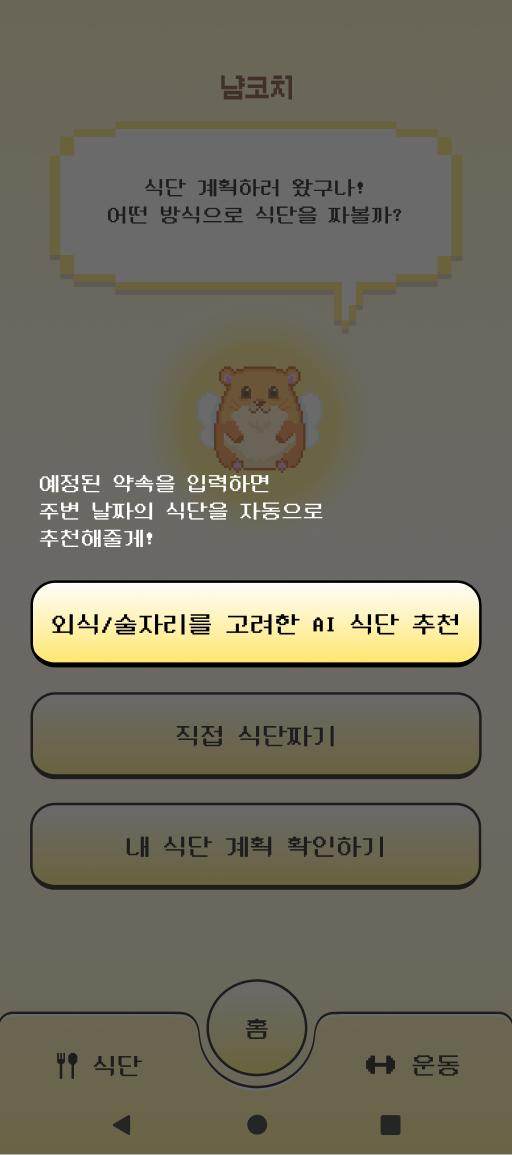 냠코치
식단 계획하러 왔구나!
어떤 방식으로 식단을 짜볼까?
예정된 약속을 입력하면
주변 날짜의 식단을 자동으로
추천해줄게!
외식/술자리를 고려한 AI 식단 추천
직접 식단짜기
내 식단 계획 확인하기
홈
식단
운동